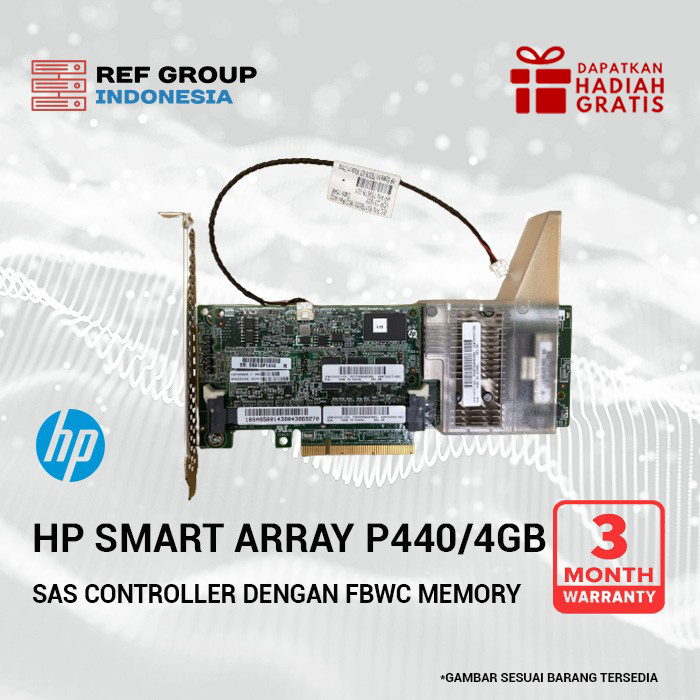 REF GROUP
INDONESIA
DAPATKAN
HADIAH
GRATIS
hp
HP SMART ARRAY P440/4GB
SAS CONTROLLER DENGAN FBWC MEMORY
3
MONTH
WARRANTY
*GAMBAR SESUAI BARANG TERSEDIA